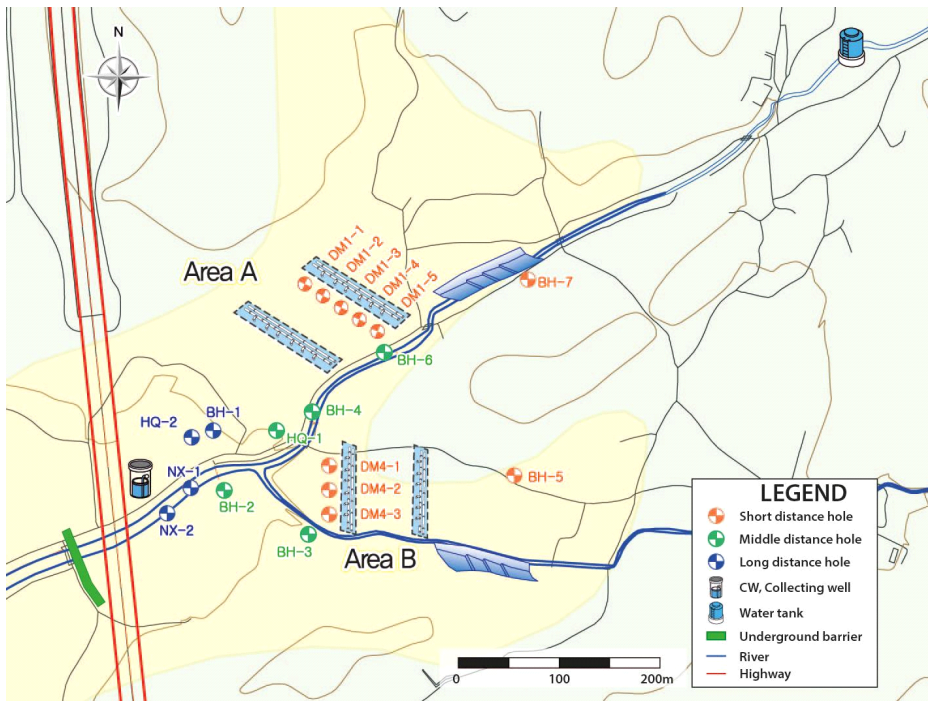 N
DM1-1
DM1-2
DM1-3
DM1-4
DM1-5
Area A
BH-7
BH-6
BH-4
BH-1
HQ-2
HQ-1
NX-1
DM4-1
BH-5
DM4-2
BH-2
DM4-3
NX-2
BH-3
Area B
LEGEND
Short distance hole
Middle distance hole
Long distance hole
CW, Collecting well
Water tank
Underground barrier
River
Highway
0 100 200m